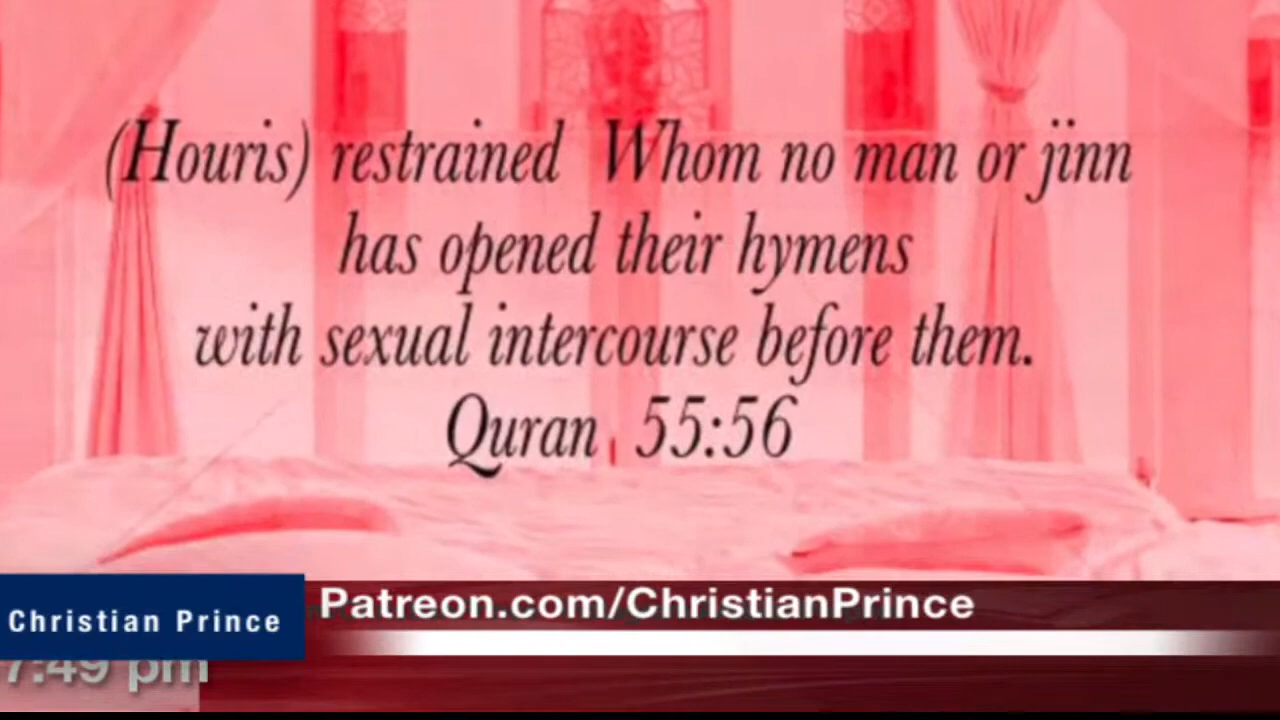 (Houris) restrained Whom no man or jinn
has opened their hymens
with sexual intercourse before them.
Quran 55:56
Christian Prince
Patreon.com/ChristianPrince
7:49 pm